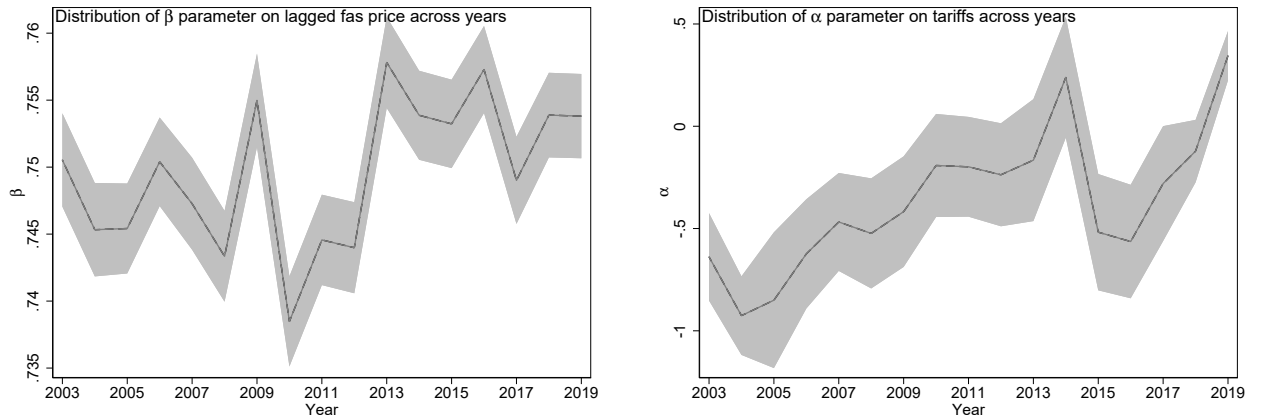 Distribution of β parameter on lagged fas price across years
.76
.755
.75
.745
.74
.735
β
2003 2005 2007 2009 2011 2013 2015 2017 2019
Year
Distribution of α parameter on tariffs across years
.5
0
-.5
-1
α
2003 2005 2007 2009 2011 2013 2015 2017 2019
Year